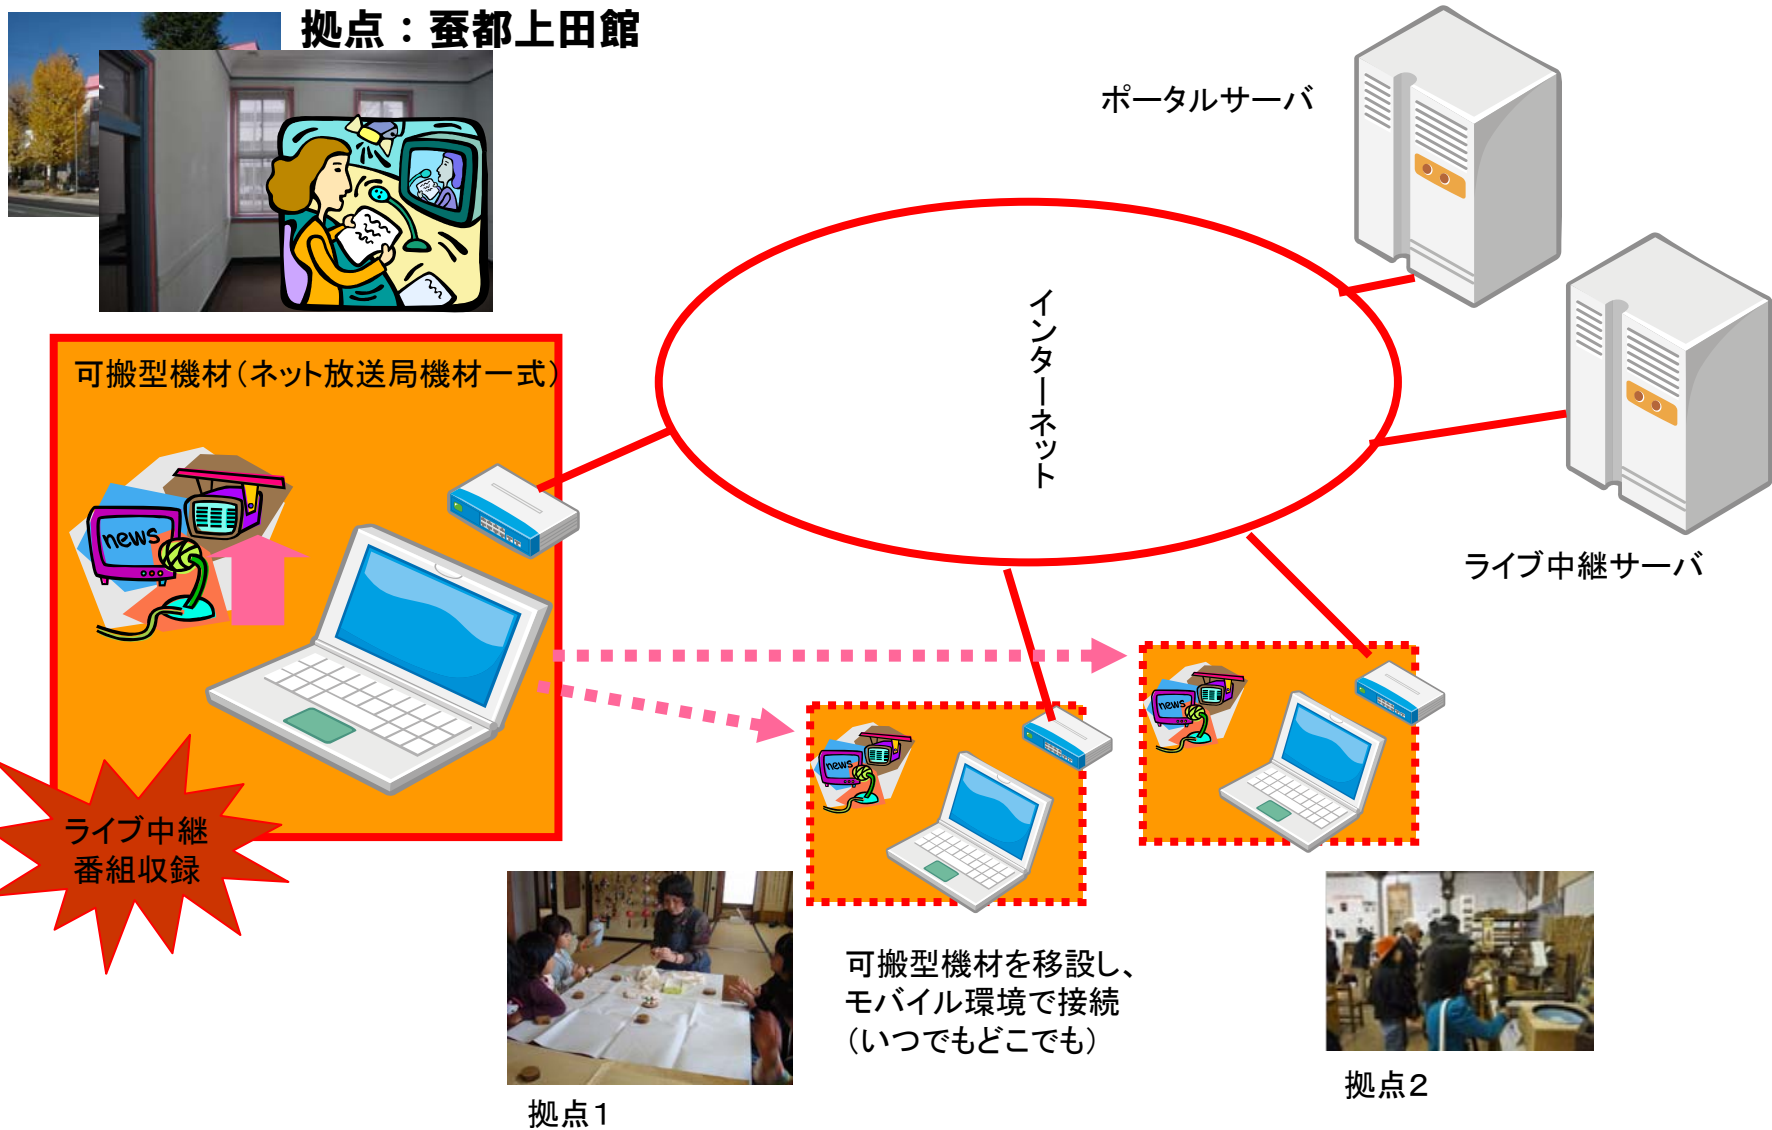 拠点：蚕都上田館
ポータルサーバ
インターネット
可搬型機材（ネット放送局機材一式）
news
ライブ中継サーバ
news
news
ライブ中継
番組収録
可搬型機材を移設し、
モバイル環境で接続
（いつでもどこでも）
拠点１
拠点２